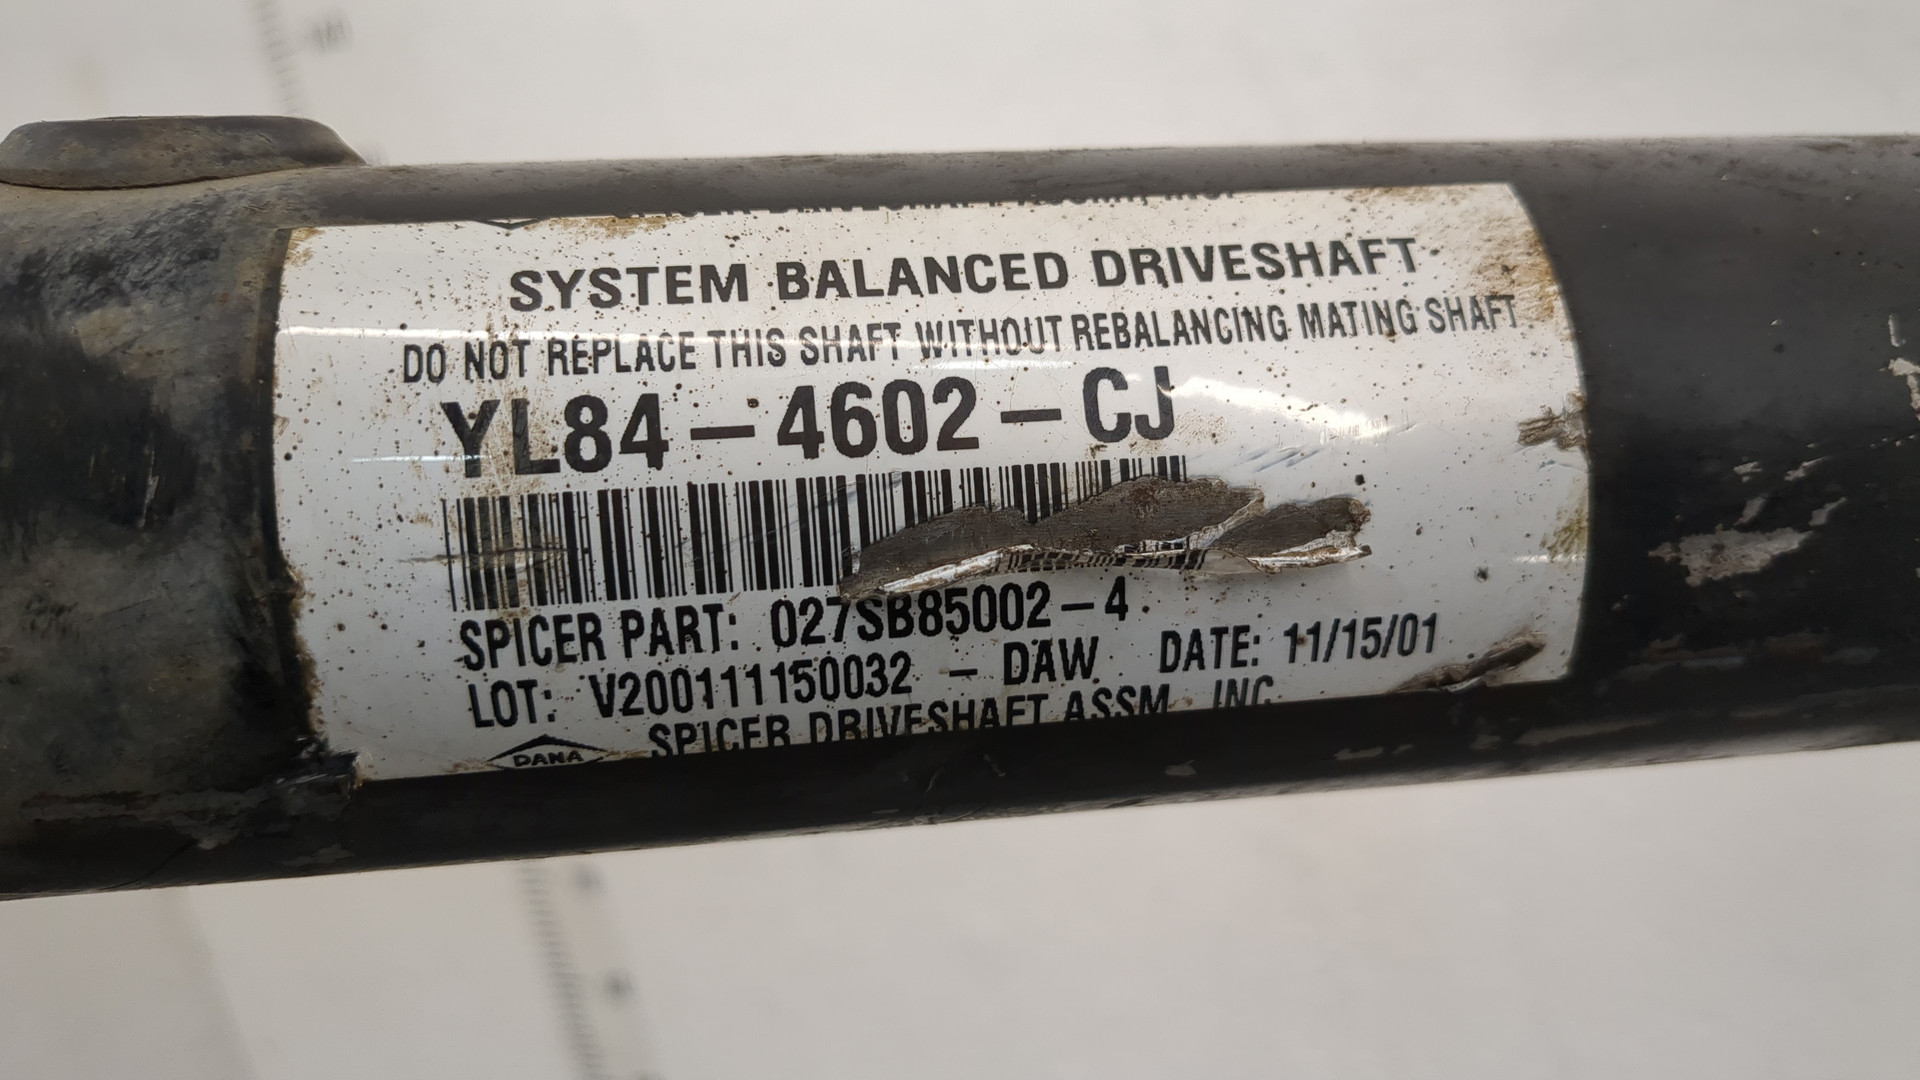 SYSTEM BALANCED DRIVESHAFT
DO NOT REPLACE THIS SHAFT WITHOUT REBALANCING MATING SHAFT
YL84-4602-CJ
SPICER PART: 027SB85002-4
LOT: V200111150032 - DAW DATE: 11/15/01
DANA SPICER DRIVESHAFT ASSM, INC.